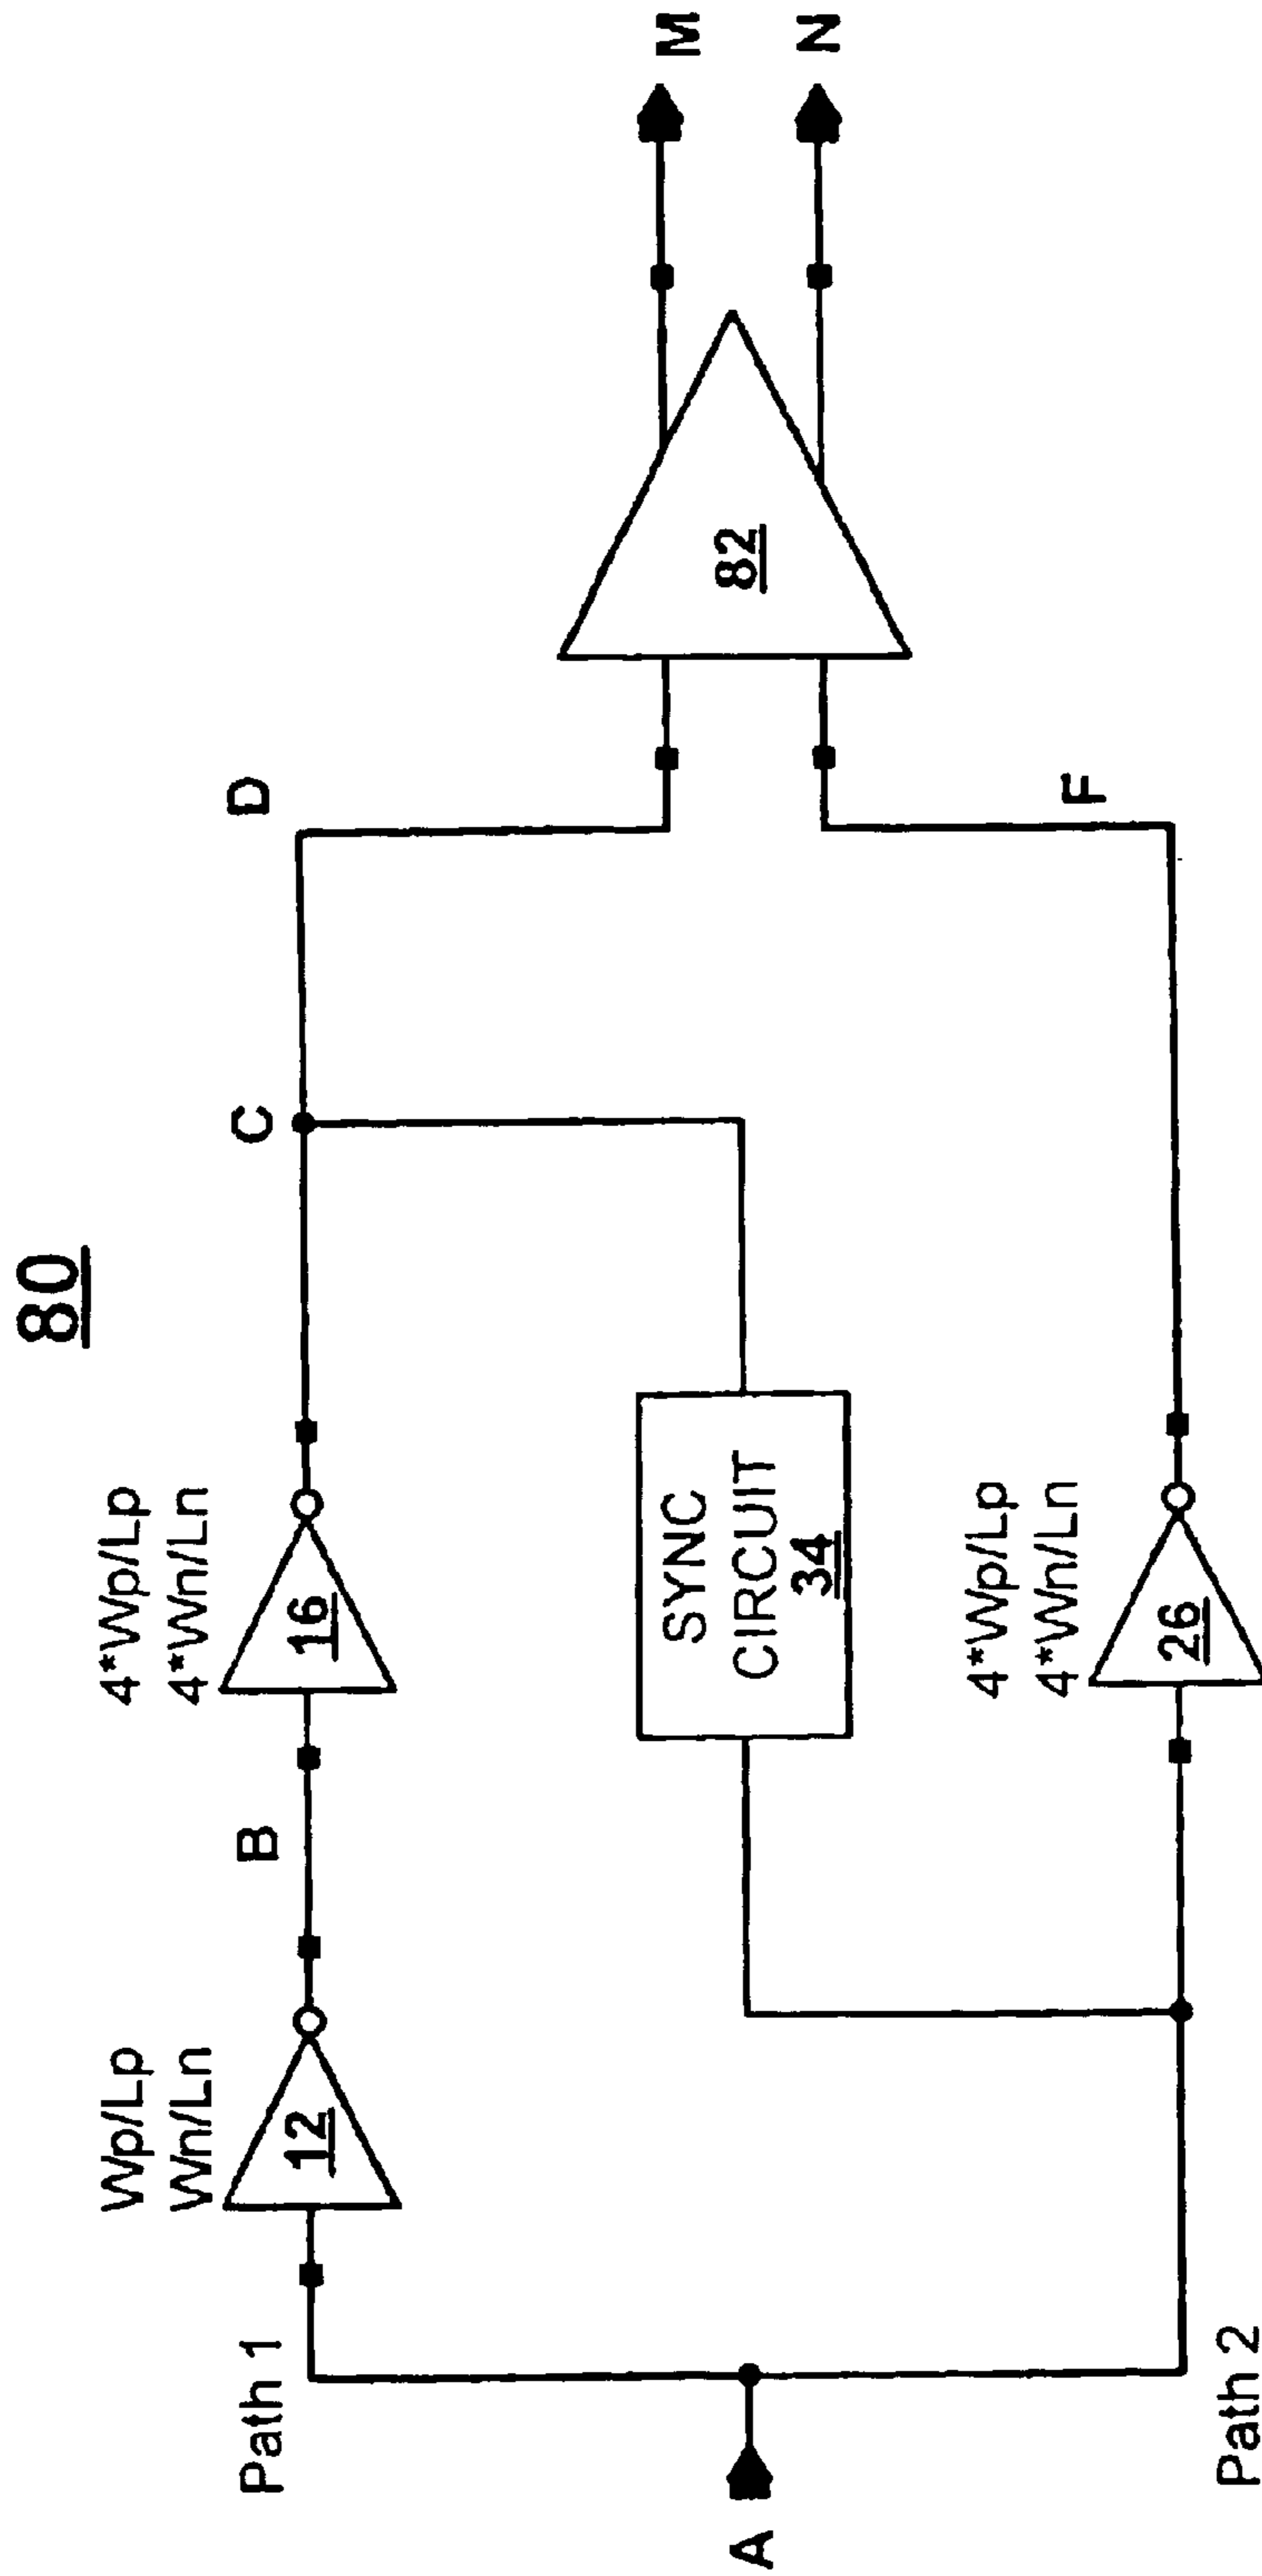 80
Path 1
Wp/Lp
Wn/Ln
12
B
4*Wp/Lp
4*Wn/Ln
16
C
D
A
SYNC
CIRCUIT
34
82
M
N
Path 2
4*Wp/Lp
4*Wn/Ln
26
F